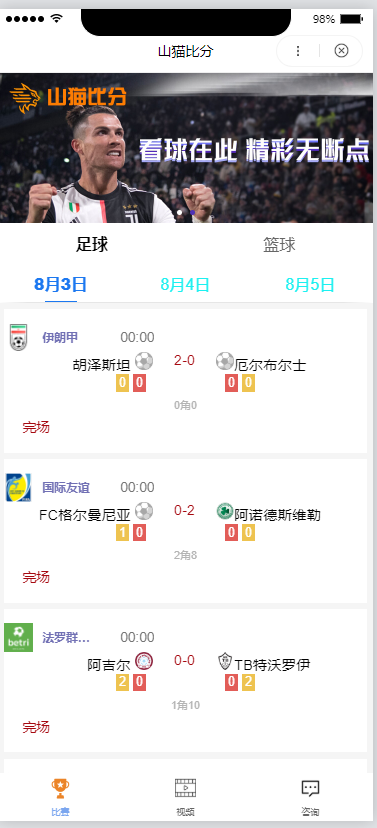 98%
山猫比分
山猫比分
看球在此 精彩无断点
足球 篮球
8月3日 8月4日 8月5日
伊朗甲 00:00
胡泽斯坦 2-0 厄尔布尔士
0 0 0 0
0角0
完场
国际友谊 00:00
FC格尔曼尼亚 0-2 阿诺德斯维勒
1 0 0 0
2角8
完场
betri 法罗群... 00:00
阿吉尔 0-0 TB特沃罗伊
2 0 0 2
1角10
完场
比赛 视频 咨询